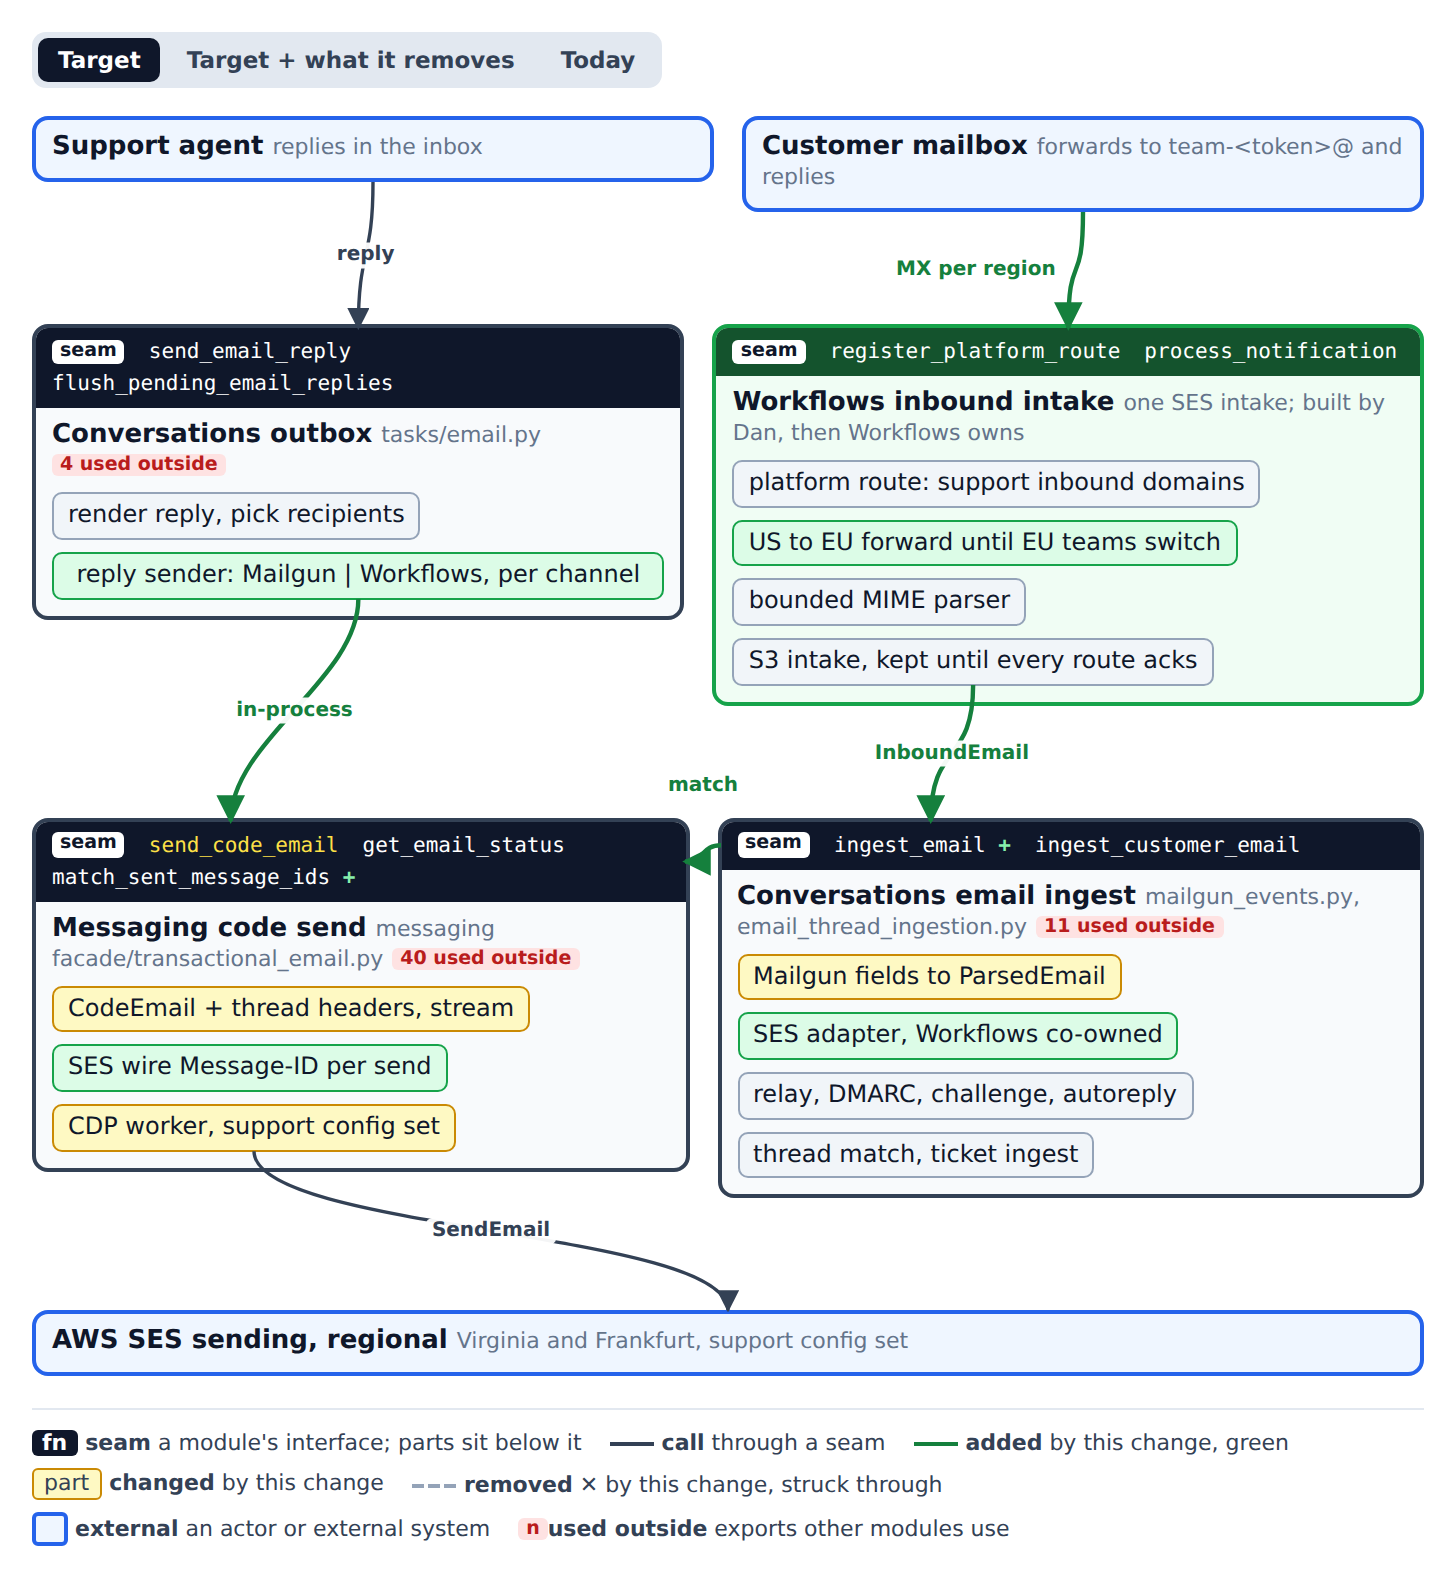 Target Target + what it removes Today
Support agent replies in the inbox
Customer mailbox forwards to team-<token>@ and
replies
reply
MX per region
seam send_email_reply
flush_pending_email_replies
Conversations outbox tasks/email.py
4 used outside
render reply, pick recipients
reply sender: Mailgun | Workflows, per channel
seam register_platform_route process_notification
Workflows inbound intake one SES intake; built by
Dan, then Workflows owns
platform route: support inbound domains
US to EU forward until EU teams switch
bounded MIME parser
S3 intake, kept until every route acks
in-process
InboundEmail
match
seam send_code_email get_email_status
match_sent_message_ids +
Messaging code send messaging
facade/transactional_email.py 40 used outside
CodeEmail + thread headers, stream
SES wire Message-ID per send
CDP worker, support config set
seam ingest_email + ingest_customer_email
Conversations email ingest mailgun_events.py,
email_thread_ingestion.py 11 used outside
Mailgun fields to ParsedEmail
SES adapter, Workflows co-owned
relay, DMARC, challenge, autoreply
thread match, ticket ingest
SendEmail
AWS SES sending, regional Virginia and Frankfurt, support config set
fn seam a module's interface; parts sit below it call through a seam added by this change, green
part changed by this change removed ✕ by this change, struck through
external an actor or external system n used outside exports other modules use